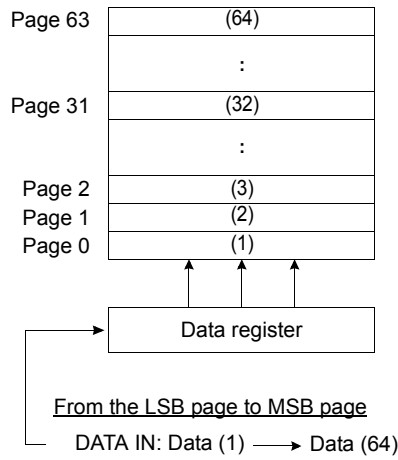 Page 63 (64)
:
Page 31 (32)
:
Page 2 (3)
Page 1 (2)
Page 0 (1)
Data register
From the LSB page to MSB page
DATA IN: Data (1) Data (64)